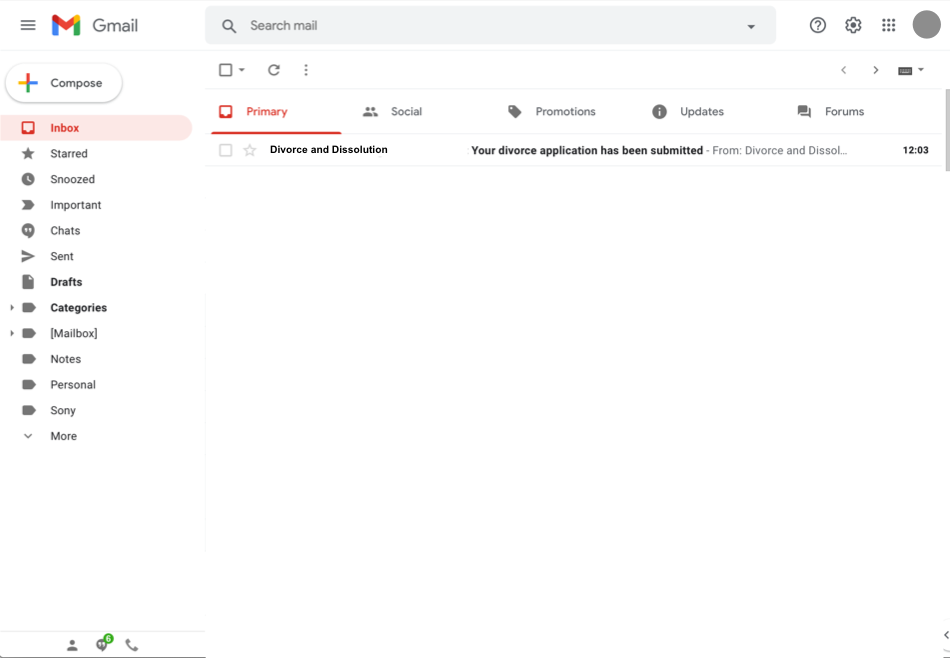 Gmail
Search mail
Compose
Inbox
Starred
Snoozed
Important
Chats
Sent
Drafts
Categories
[Mailbox]
Notes
Personal
Sony
More
6
Primary Social Promotions Updates Forums
Divorce and Dissolution Your divorce application has been submitted - From: Divorce and Dissol... 12:03